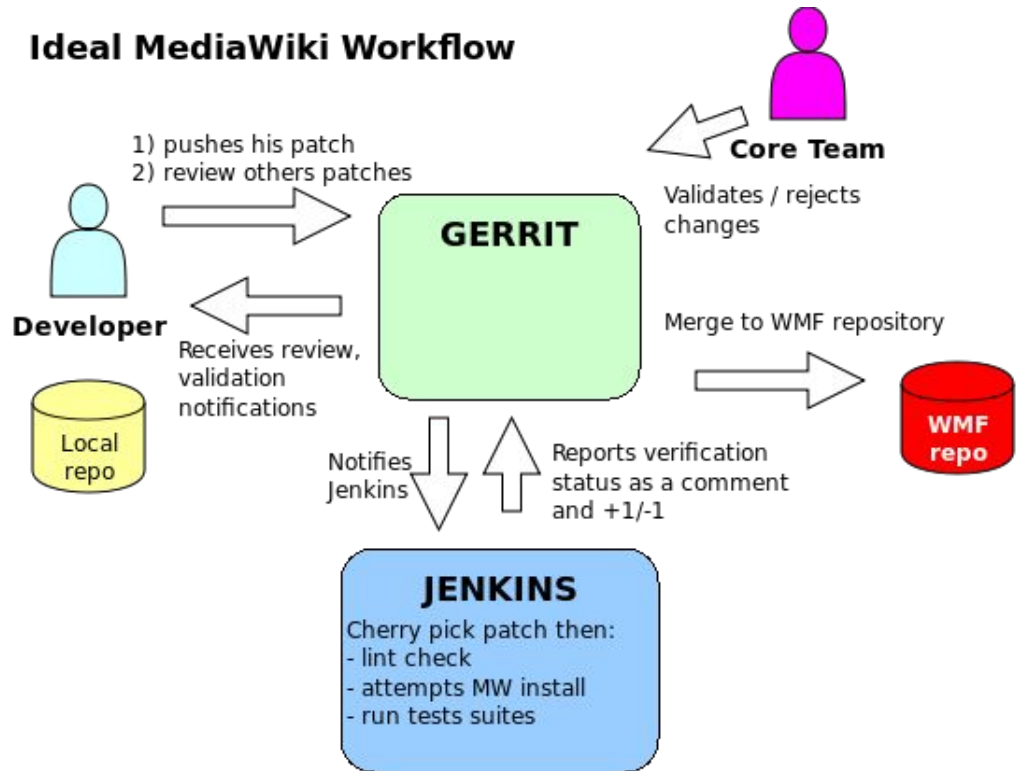 Ideal MediaWiki Workflow
1) pushes his patch
2) review others patches
Core Team
Validates / rejects
changes
GERRIT
Developer
Receives review,
validation
notifications
Merge to WMF repository
Local
repo
WMF
repo
Notifies
Jenkins
Reports verification
status as a comment
and +1/-1
JENKINS
Cherry pick patch then:
- lint check
- attempts MW install
- run tests suites